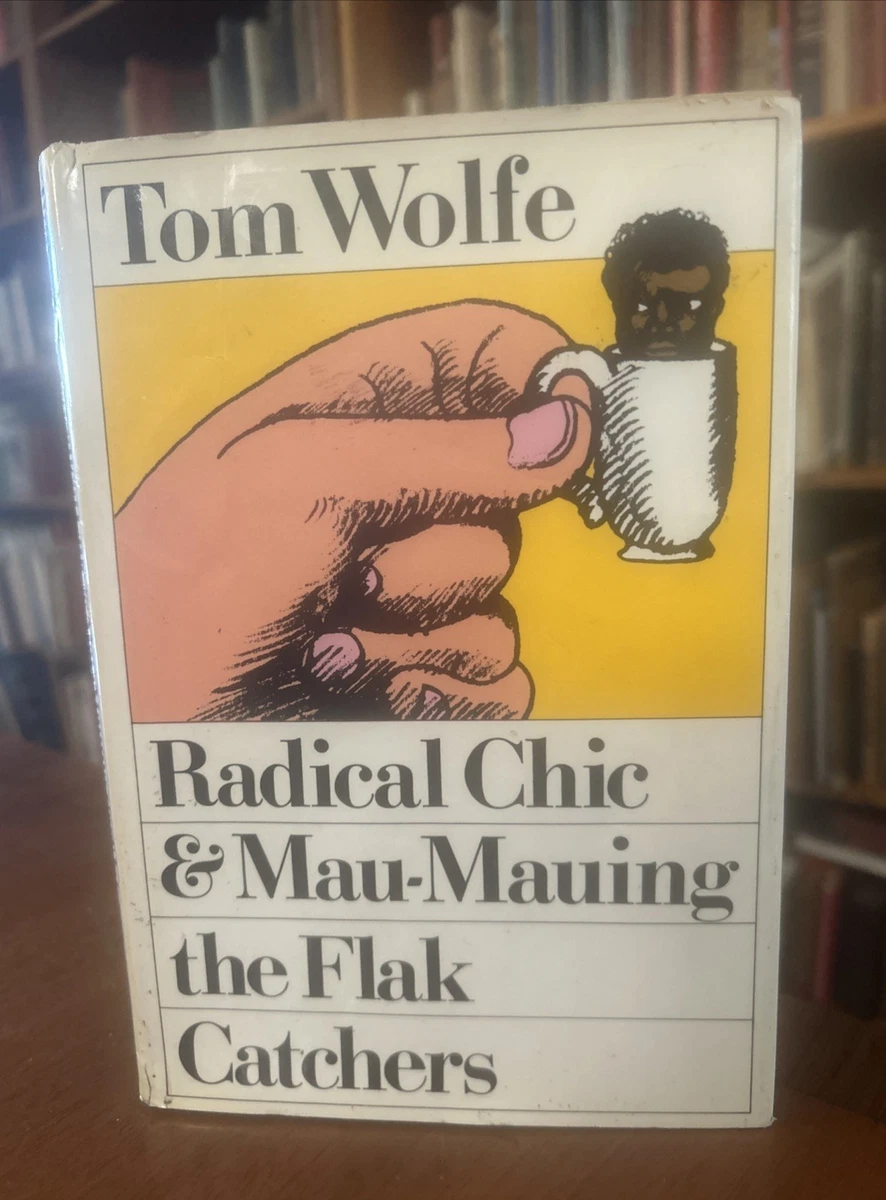 Tom Wolfe
Radical Chic
& Mau-Mauing
the Flak
Catchers